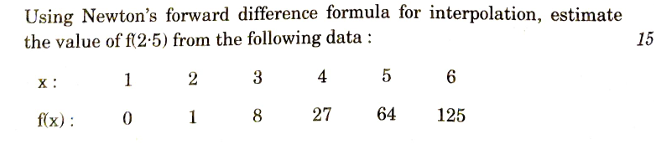 Using Newton's forward difference formula for interpolation, estimate
the value of f(2·5) from the following data : 15
x : 1 2 3 4 5 6
f(x) : 0 1 8 27 64 125